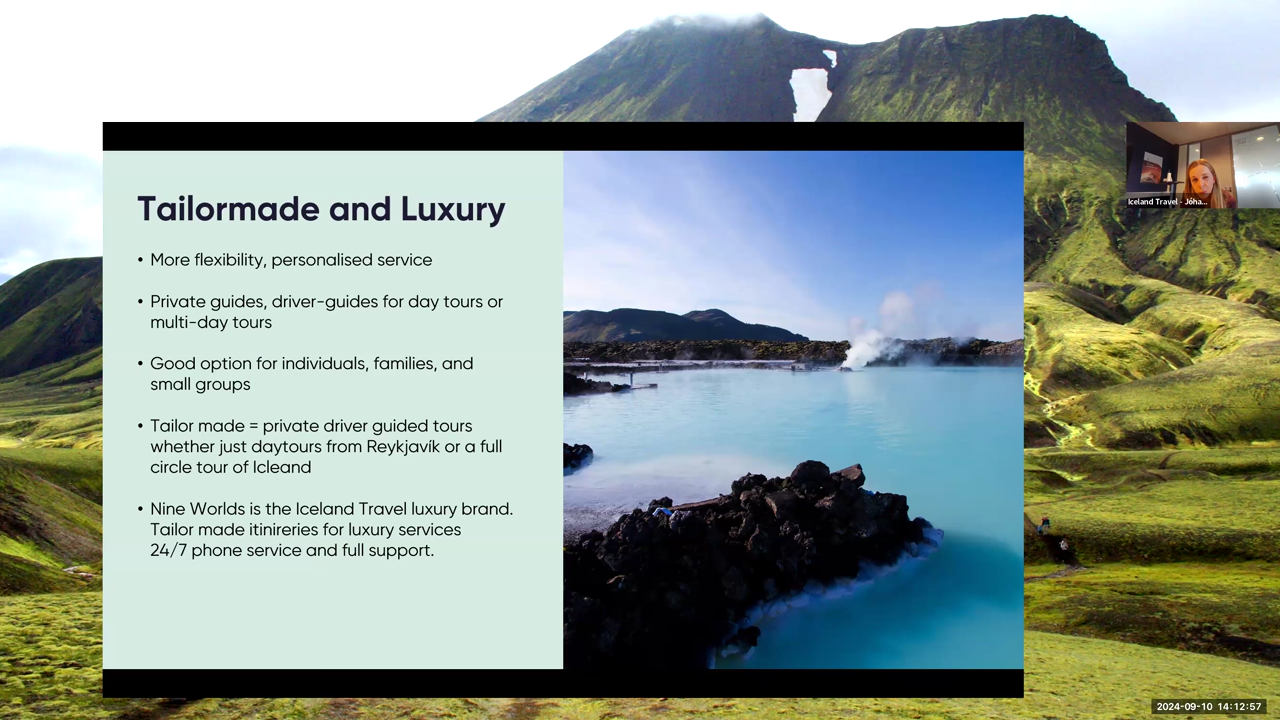 Tailormade and Luxury
• More flexibility, personalised service
• Private guides, driver-guides for day tours or
multi-day tours
• Good option for individuals, families, and
small groups
• Tailor made = private driver guided tours
whether just daytours from Reykjavík or a full
circle tour of Icleand
• Nine Worlds is the Iceland Travel luxury brand.
Tailor made itinireries for luxury services
24/7 phone service and full support.
Iceland Travel - Jóha...
2024-09-10 14:12:57